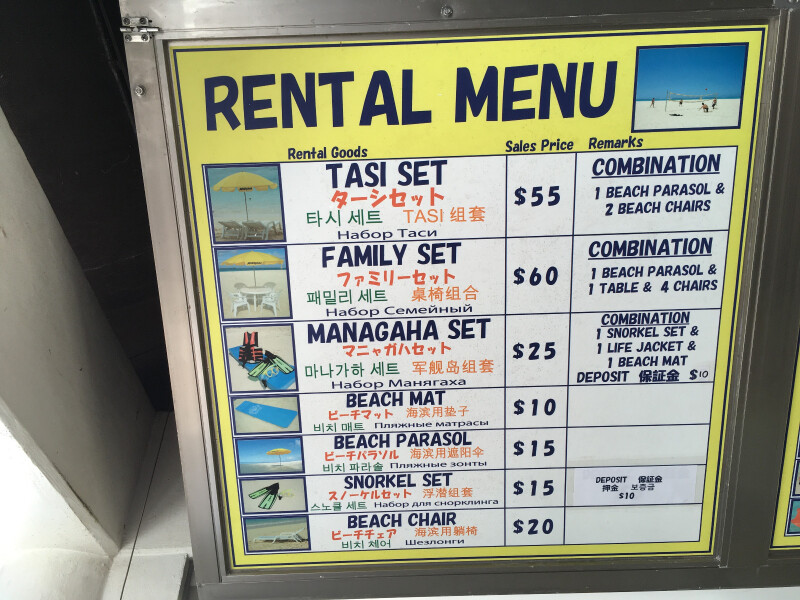 RENTAL MENU
Rental Goods Sales Price Remarks
TASI SET
ターシセット
타시 세트 TASI 组套
Набор Таси
$55
COMBINATION
1 BEACH PARASOL &
2 BEACH CHAIRS
FAMILY SET
ファミリーセット
패밀리 세트 桌椅组合
Набор Семейный
$60
COMBINATION
1 BEACH PARASOL &
1 TABLE & 4 CHAIRS
MANAGAHA SET
マニャガハセット
마나가하 세트 军舰岛组套
Набор Манягаха
$25
COMBINATION
1 SNORKEL SET &
1 LIFE JACKET &
1 BEACH MAT
DEPOSIT 保証金 $10
BEACH MAT
ビーチマット 海滨用垫子
비치 매트 Пляжные матрасы
$10
BEACH PARASOL
ビーチパラソル 海滨用遮阳伞
비치 파라솔 Пляжные зонты
$15
SNORKEL SET
スノーケルセット 浮潜组套
스노클 세트 Набор для снорклинга
$15
DEPOSIT 保証金
押金 보증금
$10
BEACH CHAIR
ビーチチェア 海滨用躺椅
비치 체어 Шезлонги
$20